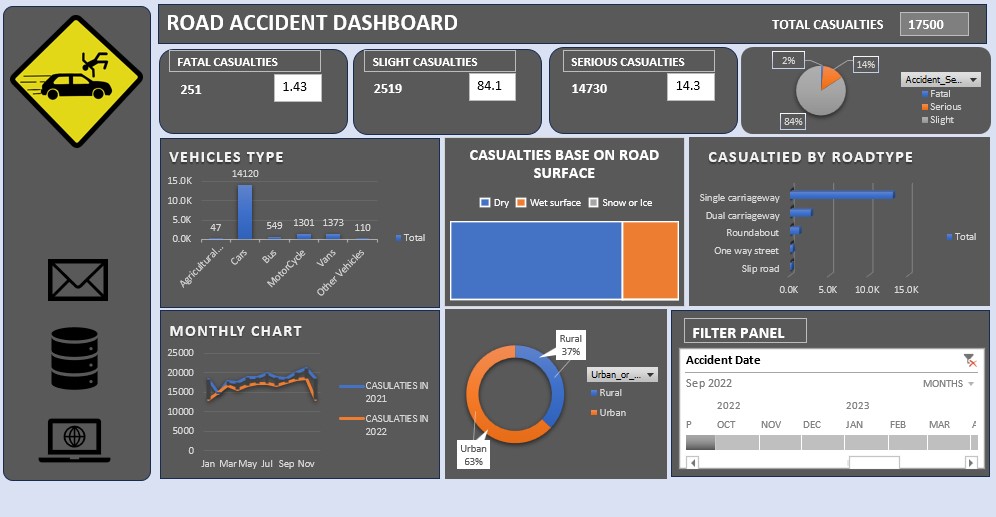 ROAD ACCIDENT DASHBOARD
TOTAL CASUALTIES
17500
FATAL CASUALTIES
251
1.43
SLIGHT CASUALTIES
2519
84.1
SERIOUS CASUALTIES
14730
14.3
2%
14%
84%
Accident_Se...
Fatal
Serious
Slight
VEHICLES TYPE
15.0K
10.0K
5.0K
0.0K
47
14120
549
1301
1373
110
Agricultural...
Cars
Bus
MotorCycle
Vans
Other Vehicles
Total
CASUALTIES BASE ON ROAD
SURFACE
Dry
Wet surface
Snow or Ice
CASUALTIED BY ROADTYPE
Single carriageway
Dual carriageway
Roundabout
One way street
Slip road
0.0K 5.0K 10.0K 15.0K
Total
MONTHLY CHART
25000
20000
15000
10000
5000
0
Jan Mar May Jul Sep Nov
CASULATIES IN
2021
CASULATIES IN
2022
Rural
37%
Urban
63%
Urban_or_...
Rural
Urban
FILTER PANEL
Accident Date
Sep 2022
MONTHS
2022 2023
P OCT NOV DEC JAN FEB MAR A